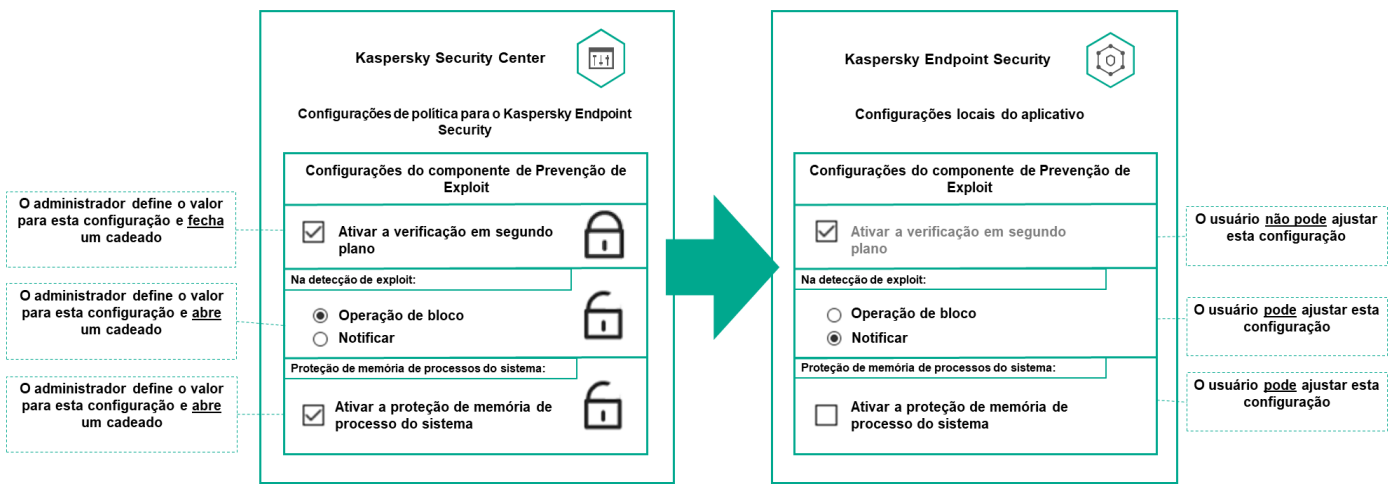 Kaspersky Security Center
Configurações de política para o Kaspersky Endpoint
Security
Configurações do componente de Prevenção de
Exploit
O administrador define o valor
para esta configuração e fecha
um cadeado
Ativar a verificação em segundo
plano
Na detecção de exploit:
O administrador define o valor
para esta configuração e abre
um cadeado
Operação de bloco
Notificar
Proteção de memória de processos do sistema:
O administrador define o valor
para esta configuração e abre
um cadeado
Ativar a proteção de memória de
processo do sistema
Kaspersky Endpoint Security
Configurações locais do aplicativo
Configurações do componente de Prevenção de
Exploit
Ativar a verificação em segundo
plano
O usuário não pode ajustar
esta configuração
Na detecção de exploit:
Operação de bloco
Notificar
O usuário pode ajustar esta
configuração
Proteção de memória de processos do sistema:
Ativar a proteção de memória de
processo do sistema
O usuário pode ajustar esta
configuração